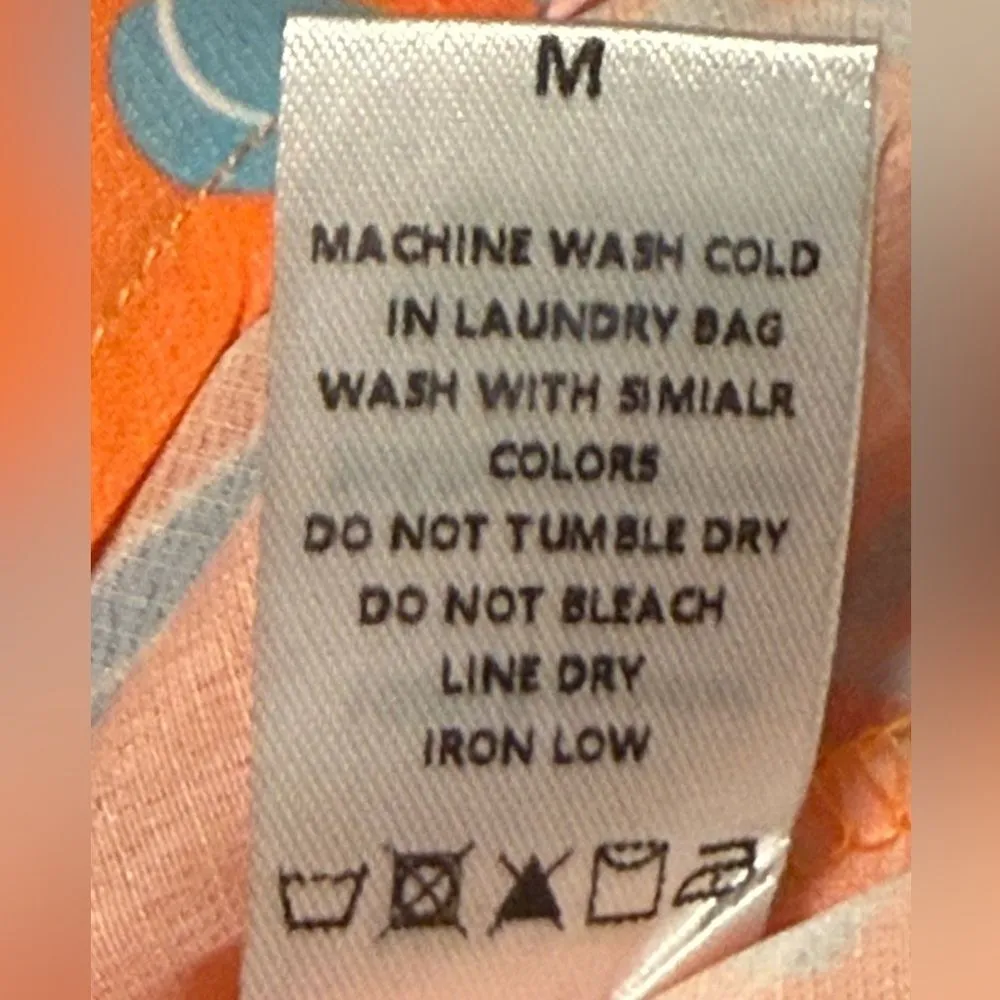 M
MACHINE WASH COLD
IN LAUNDRY BAG
WASH WITH SIMIALR
COLORS
DO NOT TUMBLE DRY
DO NOT BLEACH
LINE DRY
IRON LOW